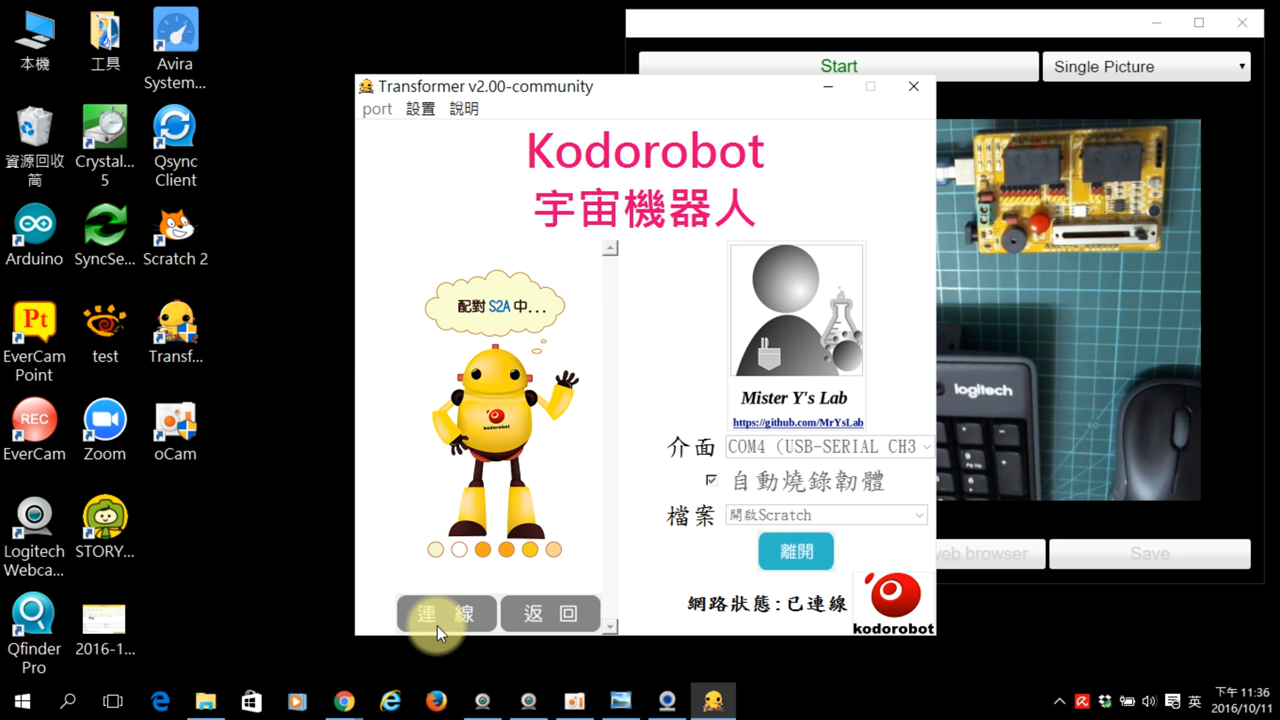 本機
工具
Avira
System...
資源回收
筒
Crystal...
5
Qsync
Client
Arduino
SyncSe...
Scratch 2
Pt
EverCam
Point
test
Transf...
REC
EverCam
Zoom
oCam
Logitech
Webca...
STORY...
Qfinder
Pro
2016-1...
Start
Single Picture
Transformer v2.00-community
port 設置 說明
Kodorobot
宇宙機器人
配對 S2A 中...
kodorobot
Mister Y's Lab
https://github.com/MrYsLab
介面 COM4 (USB-SERIAL CH3
自動燒錄韌體
檔案 開啟Scratch
離開
連 線
返 回
網路狀態:已連線
kodorobot
logitech
web browser
Save
英
下午 11:36
2016/10/11